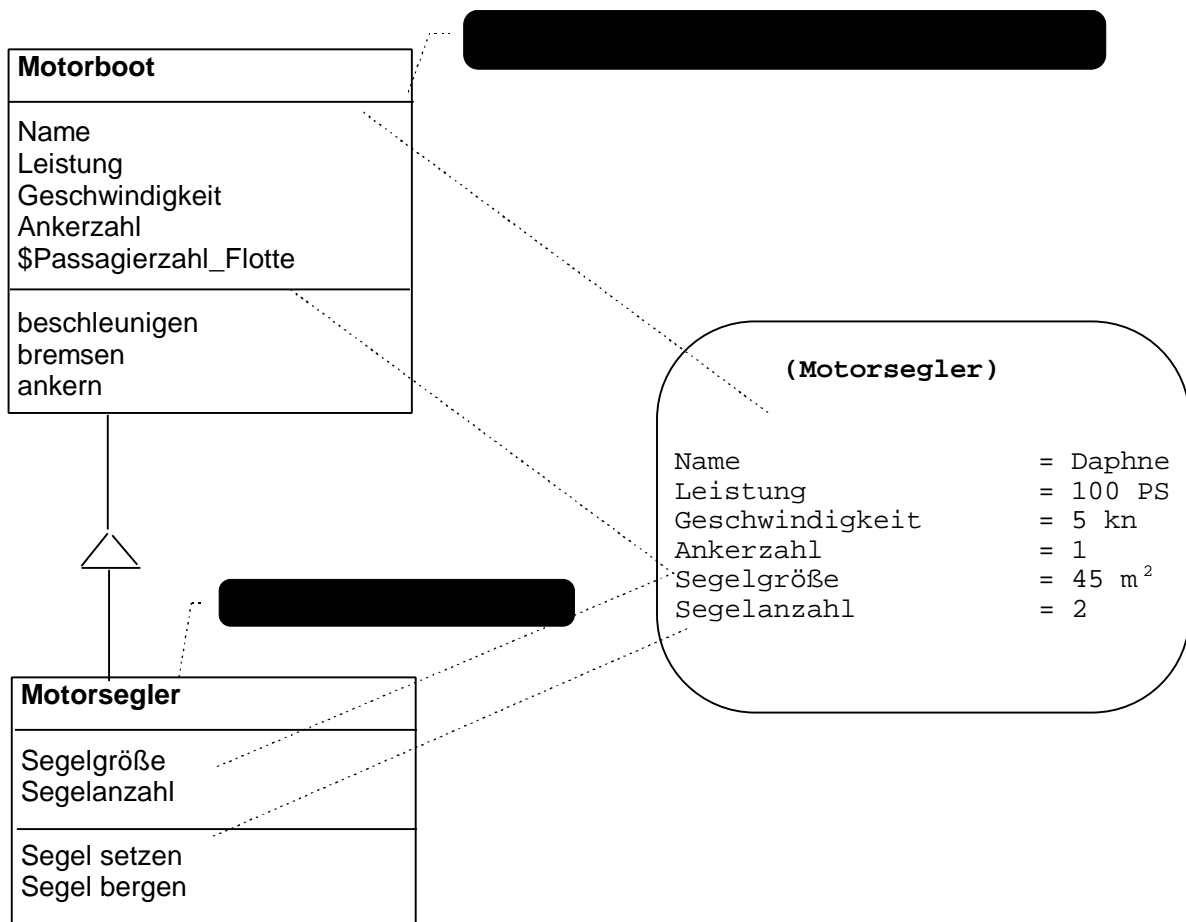 Motorboot
Name
Leistung
Geschwindigkeit
Ankerzahl
$Passagierzahl_Flotte
beschleunigen
bremsen
ankern
(Motorsegler)
Name = Daphne
Leistung = 100 PS
Geschwindigkeit = 5 kn
Ankerzahl = 1
Segelgröße = 45 m²
Segelanzahl = 2
Motorsegler
Segelgröße
Segelanzahl
Segel setzen
Segel bergen